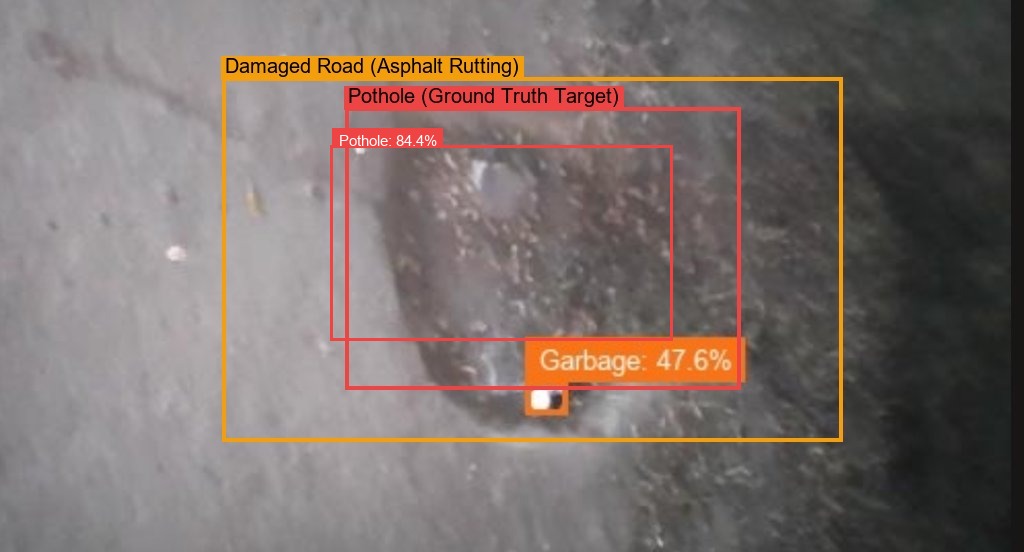 Damaged Road (Asphalt Rutting)
Pothole (Ground Truth Target)
Pothole: 84.4%
Garbage: 47.6%